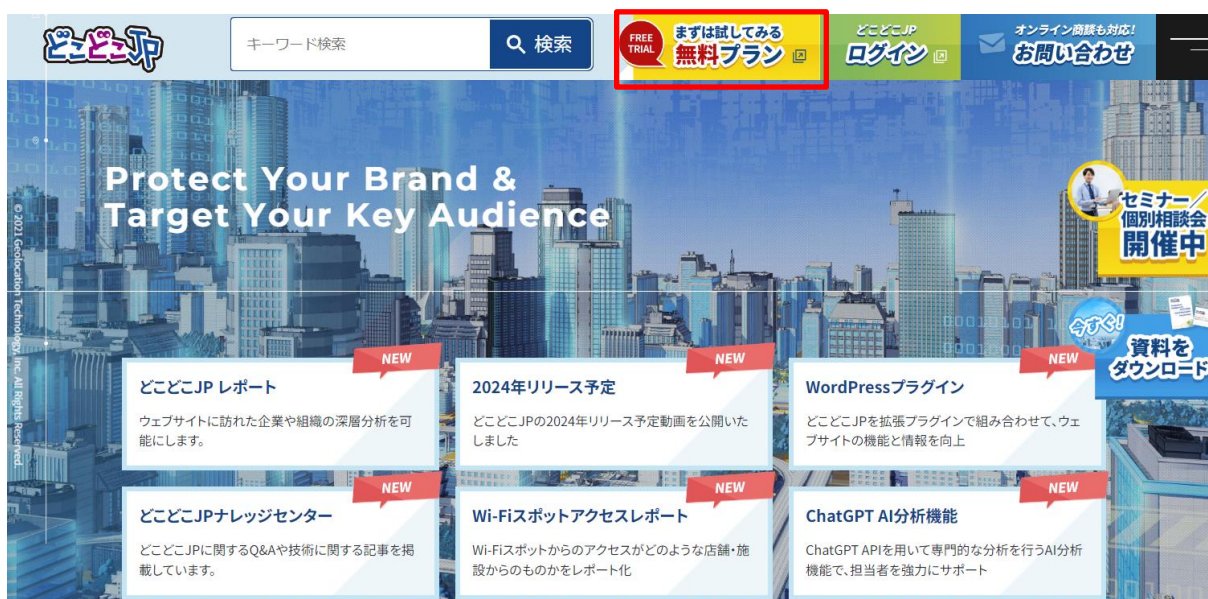 どこどこJP
キーワード検索
検索
FREE
TRIAL
まずは試してみる
無料プラン
どこどこJP
ログイン
オンライン商談も対応!
お問い合わせ
Protect Your Brand &
Target Your Key Audience
© 2021 Geolocation Technology, Inc. All Rights Reserved.
セミナー/
個別相談会
開催中
今すぐ!
資料を
ダウンロード
NEW
どこどこJP レポート
ウェブサイトに訪れた企業や組織の深層分析を可
能にします。
NEW
2024年リリース予定
どこどこJPの2024年リリース予定動画を公開いた
しました
NEW
WordPressプラグイン
どこどこJPを拡張プラグインで組み合わせて、ウェ
ブサイトの機能と情報を向上
NEW
どこどこJPナレッジセンター
どこどこJPに関するQ&Aや技術に関する記事を掲
載しています。
NEW
Wi-Fiスポットアクセスレポート
Wi-Fiスポットからのアクセスがどのような店舗・施
設からのものかをレポート化
NEW
ChatGPT AI分析機能
ChatGPT APIを用いて専門的な分析を行うAI分析
機能で、担当者を強力にサポート